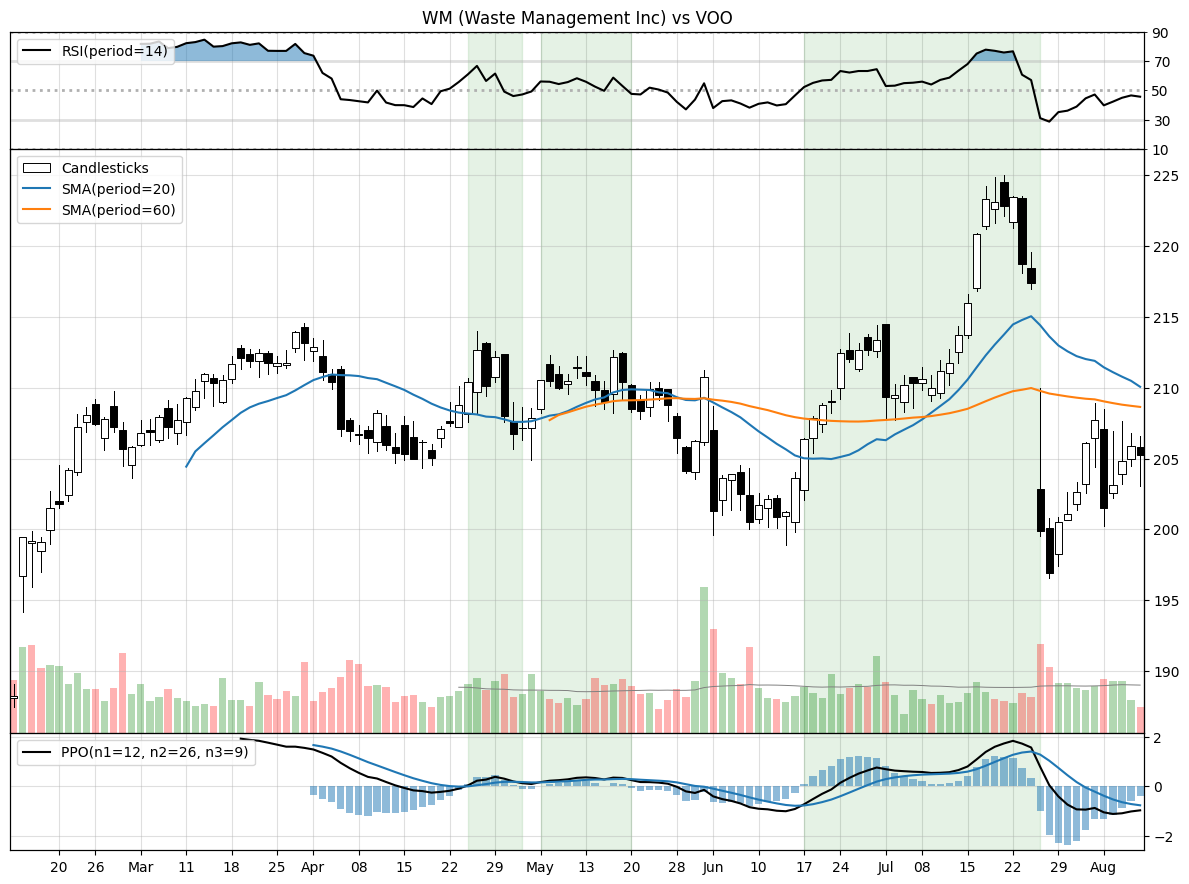 WM (Waste Management Inc) vs VOO
RSI(period=14)
90
70
50
30
10
Candlesticks
SMA(period=20)
SMA(period=60)
225
220
215
210
205
200
195
190
PPO(n1=12, n2=26, n3=9)
2
0
−2
20 26 Mar 11 18 25 Apr 08 15 22 29 May 13 20 28 Jun 10 17 24 Jul 08 15 22 29 Aug